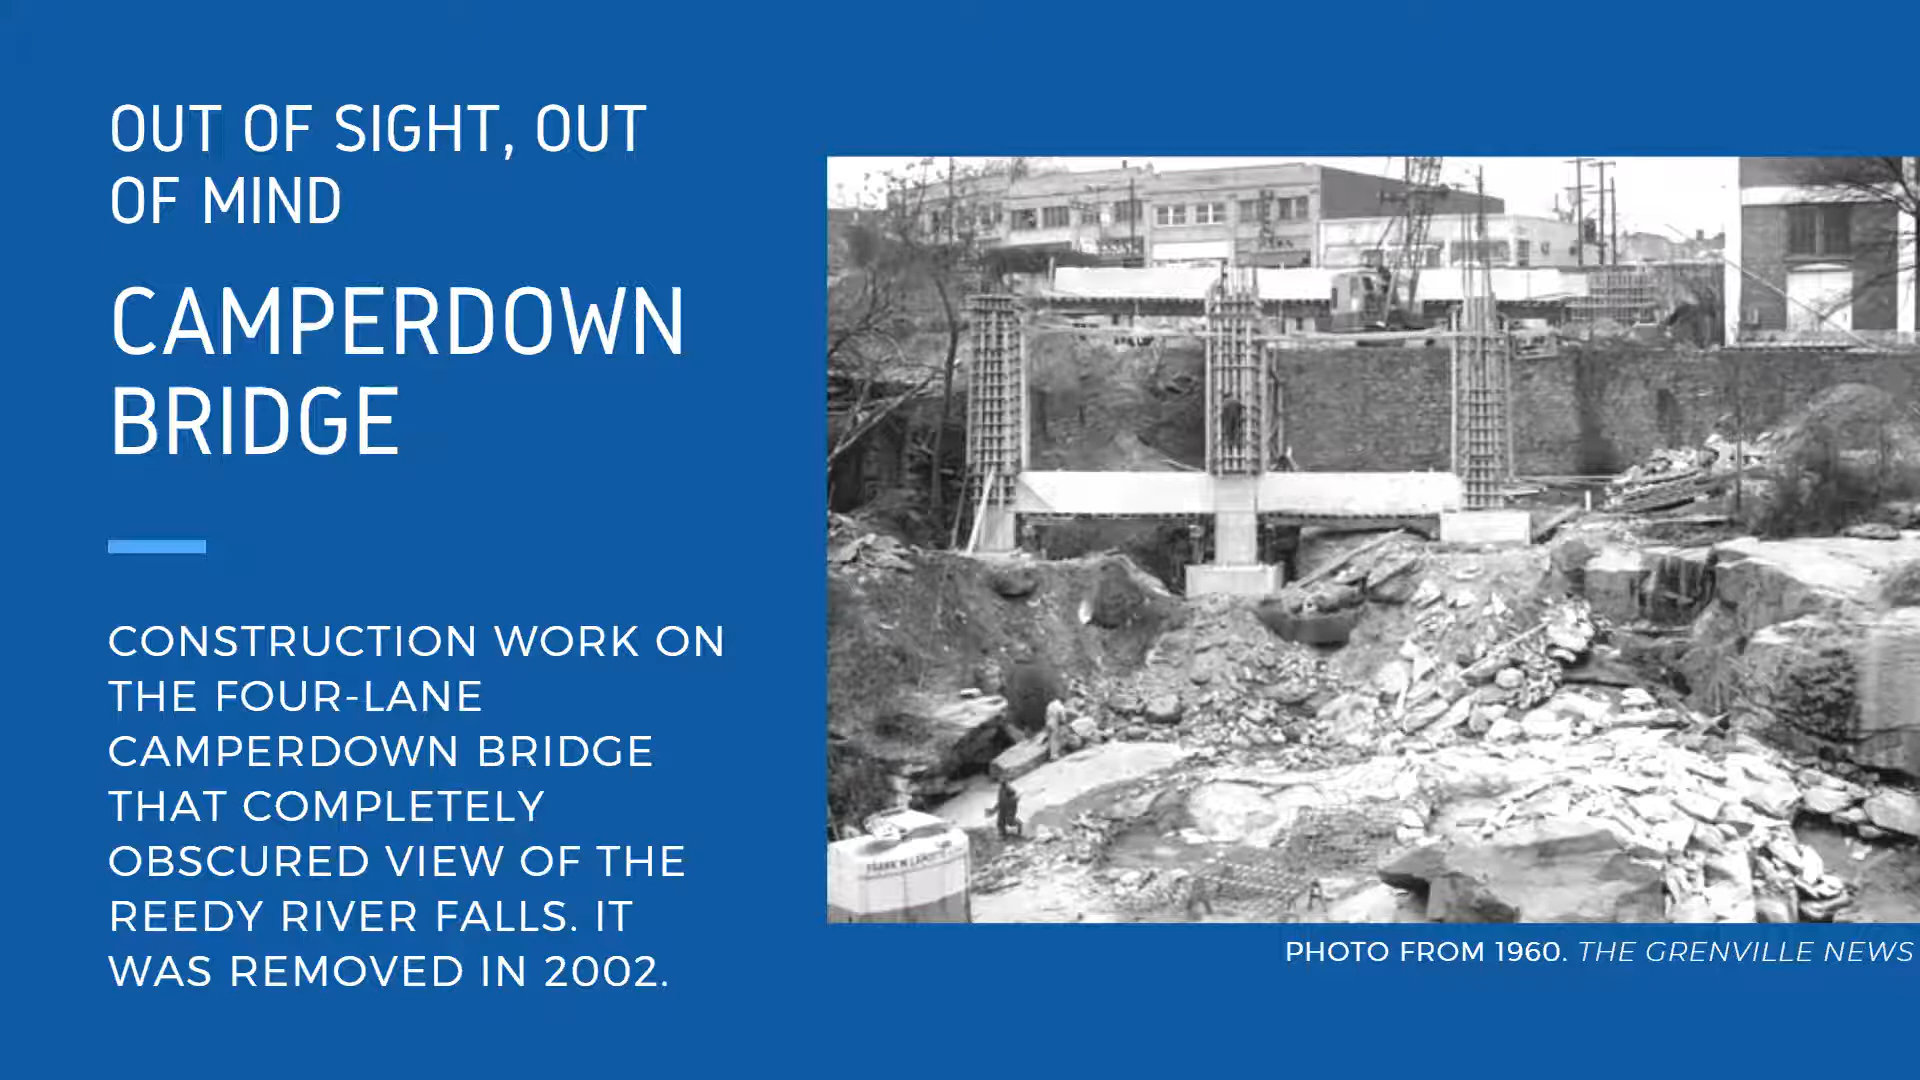 OUT OF SIGHT, OUT
OF MIND
CAMPERDOWN
BRIDGE
CONSTRUCTION WORK ON
THE FOUR-LANE
CAMPERDOWN BRIDGE
THAT COMPLETELY
OBSCURED VIEW OF THE
REEDY RIVER FALLS. IT
WAS REMOVED IN 2002.
PHOTO FROM 1960. THE GRENVILLE NEWS